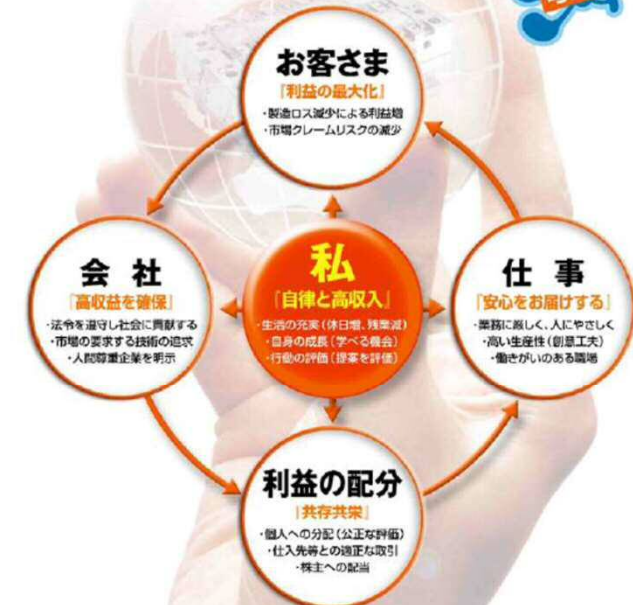 お客さま
『利益の最大化』
・製造ロス減少による利益増
・市場クレームリスクの減少
会社
『高収益を確保』
・法令を遵守し社会に貢献する
・市場の要求する技術の追求
・人間尊重企業を明示
私
『自律と高収入』
・生活の充実(休日増、残業減)
・自身の成長(学べる機会)
・行動の評価(提案を評価)
仕事
『安心をお届けする』
・業務に厳しく、人にやさしく
・高い生産性(創意工夫)
・働きがいのある職場
利益の配分
『共存共栄』
・個人への分配(公正な評価)
・仕入先等との適正な取引
・株主への配当